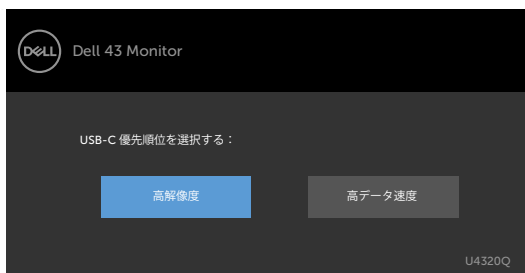 DELL Dell 43 Monitor
USB-C 優先順位を選択する：
高解像度 高データ速度
U4320Q